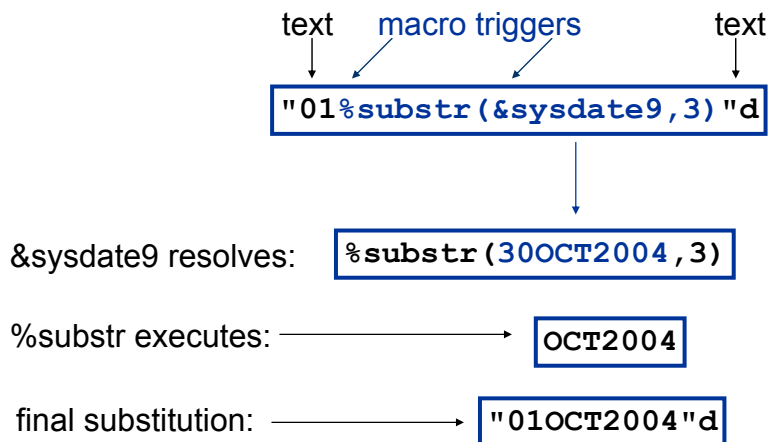 text macro triggers text
"01%substr(&sysdate9,3)"d
&sysdate9 resolves: %substr(30OCT2004,3)
%substr executes: OCT2004
final substitution: "01OCT2004"d